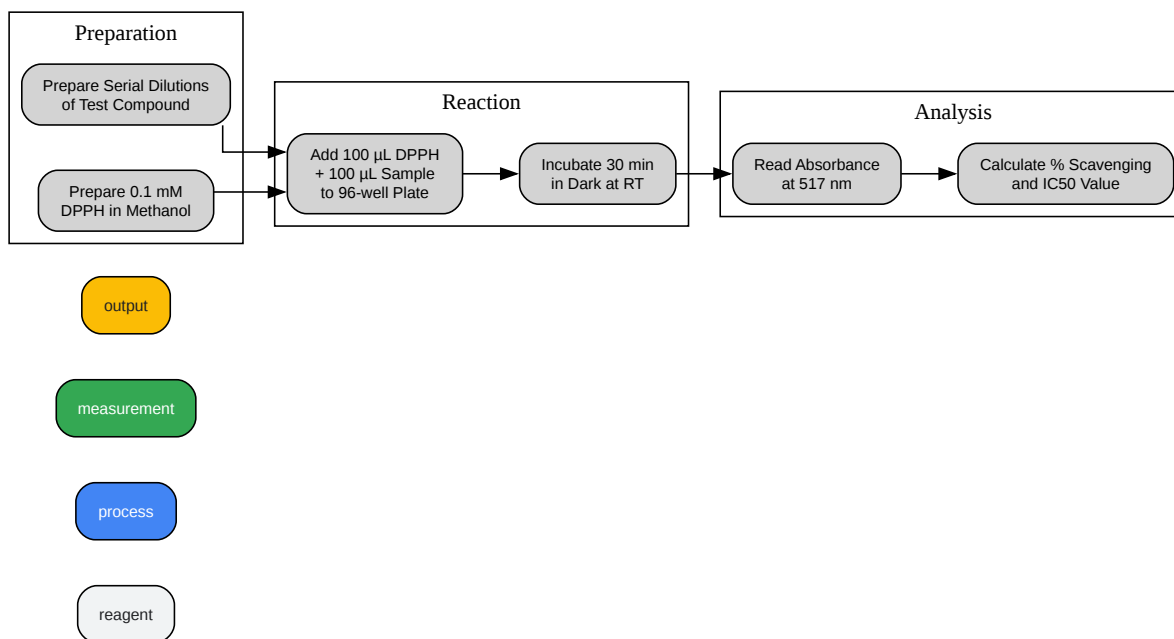 Preparation
Prepare Serial Dilutions
of Test Compound
Prepare 0.1 mM
DPPH in Methanol
Reaction
Add 100 µL DPPH
+ 100 µL Sample
to 96-well Plate
Incubate 30 min
in Dark at RT
Analysis
Read Absorbance
at 517 nm
Calculate % Scavenging
and IC50 Value
output
measurement
process
reagent